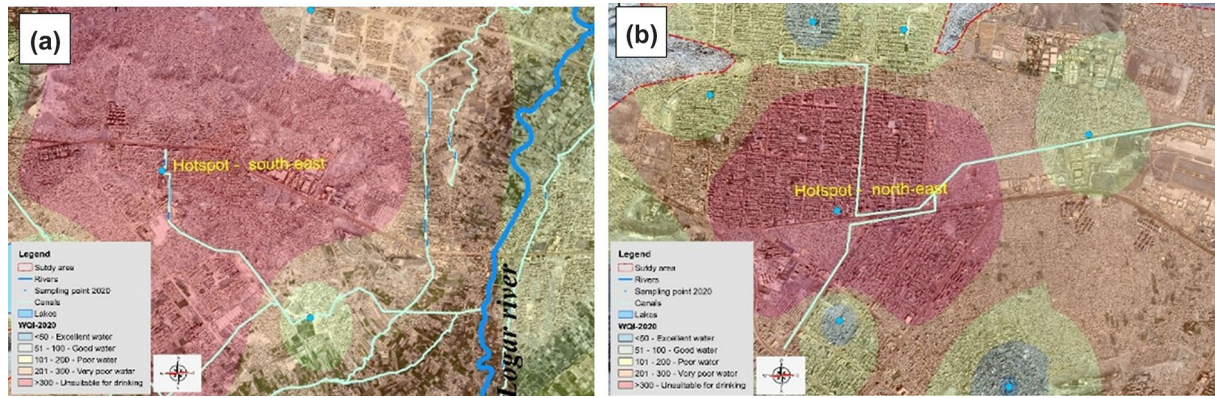 (a)
Hotspot - south-east
Logar river
Legend
Sutdy area
Rivers
Sampling point 2020
Canals
Lakes
WQI-2020
<50 - Excellent water
51 - 100 - Good water
101 - 200 - Poor water
201 - 300 - Very poor water
>300 - Unsuitable for drinking
(b)
Hotspot - north-east
Legend
Sutdy area
Rivers
Sampling point 2020
Canals
Lakes
WQI-2020
<50 - Excellent water
51 - 100 - Good water
101 - 200 - Poor water
201 - 300 - Very poor water
>300 - Unsuitable for drinking